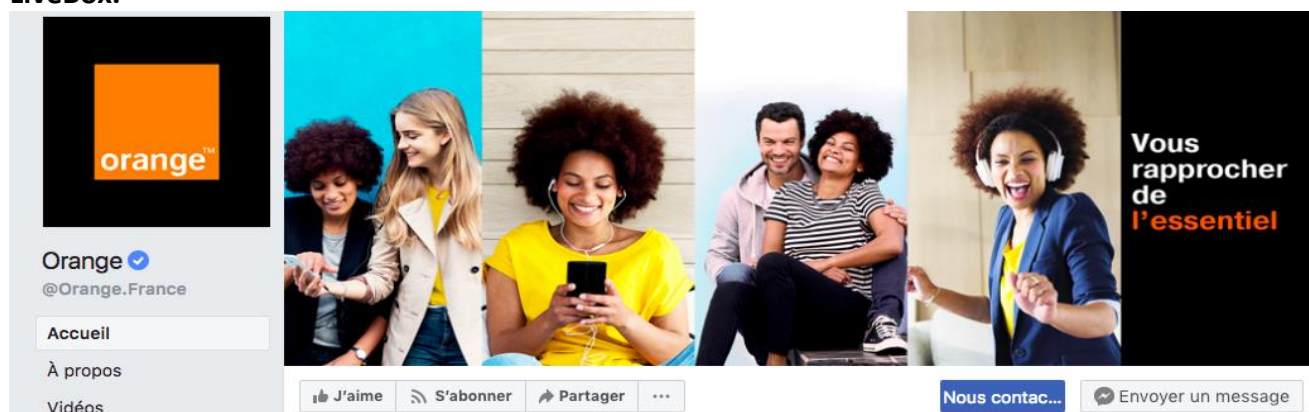 LiveBox.
orange™
Vous
rapprocher
de
l'essentiel
Orange
@Orange.France
Accueil
À propos
Vidéos
J'aime
S'abonner
Partager
...
Nous contac...
Envoyer un message